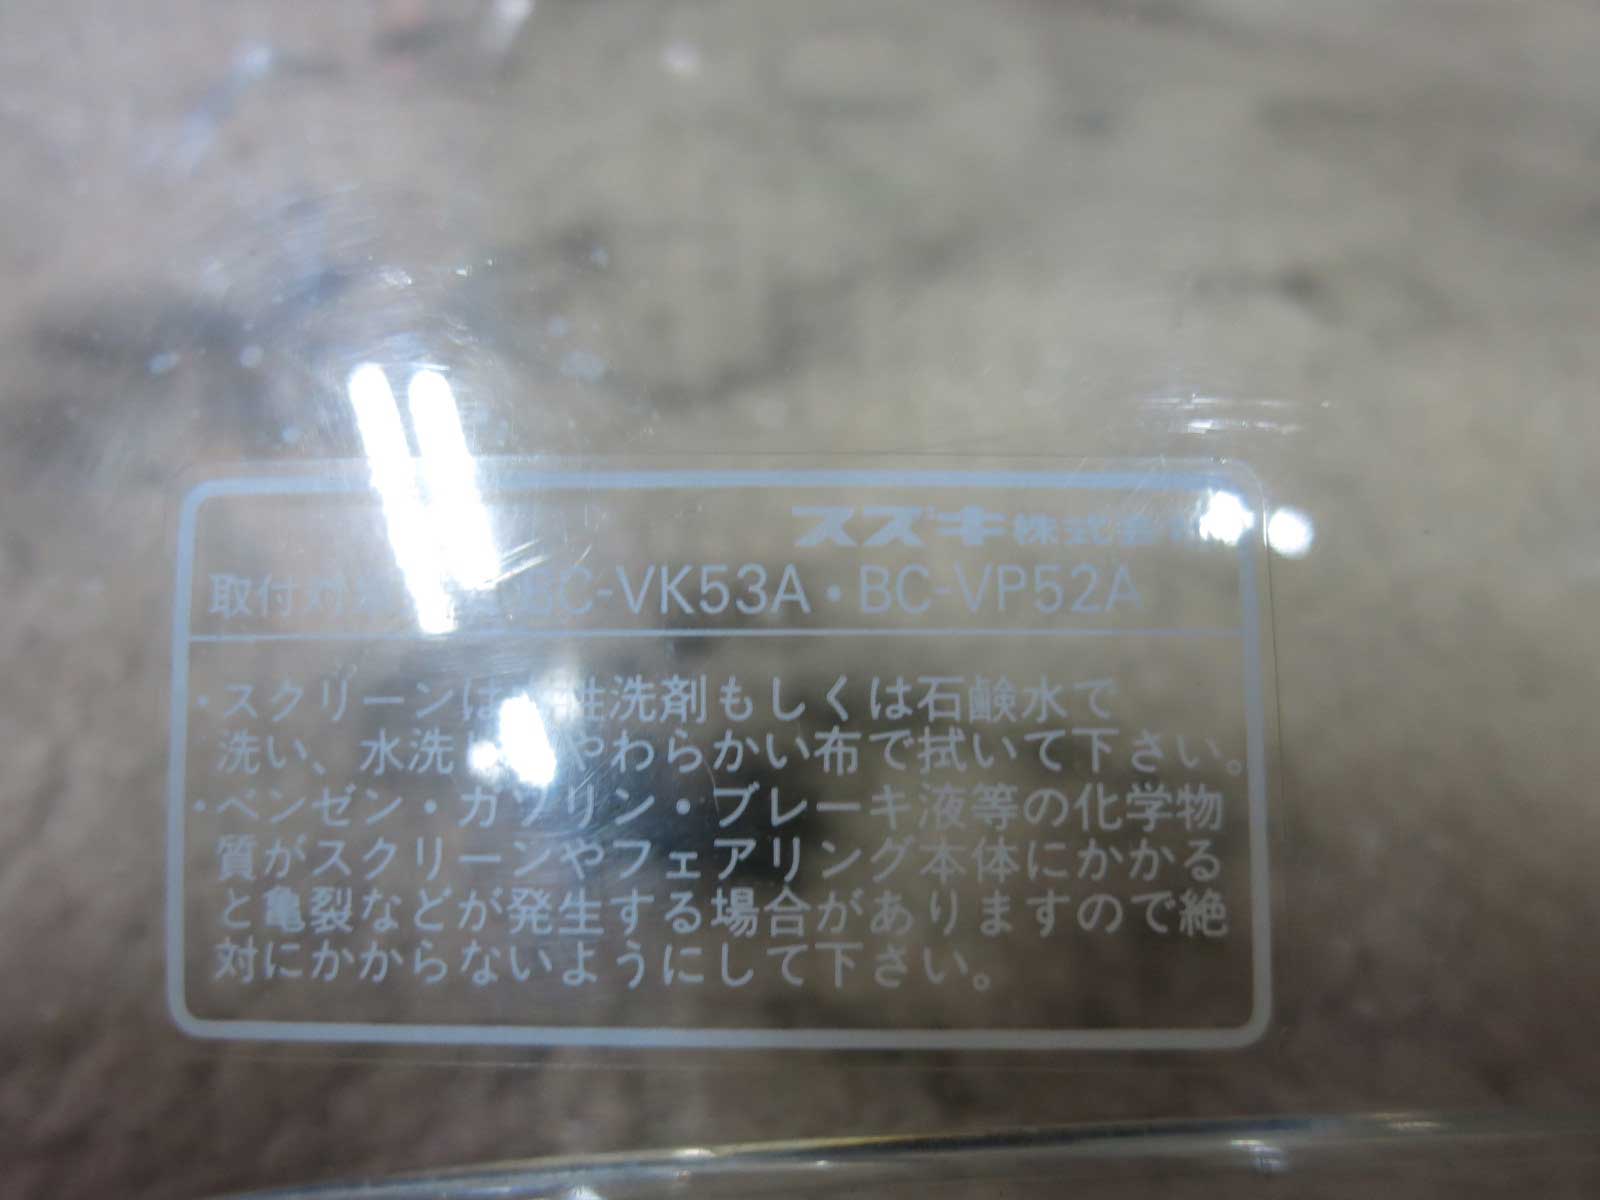 スズキ株式会
取付対 BC-VK53A・BC-VP52A
・スクリーンは 性洗剤もしくは石鹸水で
洗い、水洗 やわらかい布で拭いて下さい。
・ベンゼン・ガソリン・ブレーキ液等の化学物
質がスクリーンやフェアリング本体にかかる
と亀裂などが発生する場合がありますので絶
対にかからないようにして下さい。